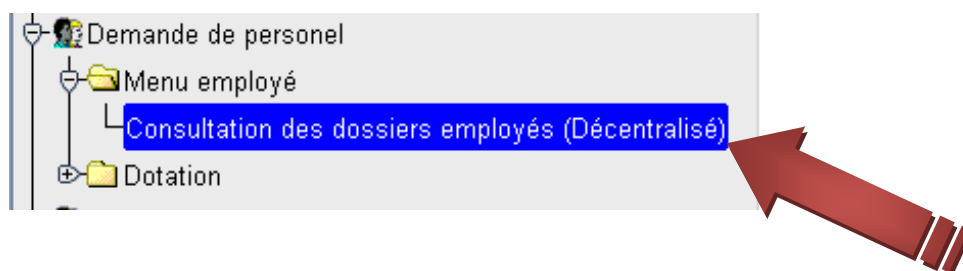 Demande de personel
Menu employé
Consultation des dossiers employés (Décentralisé)
Dotation